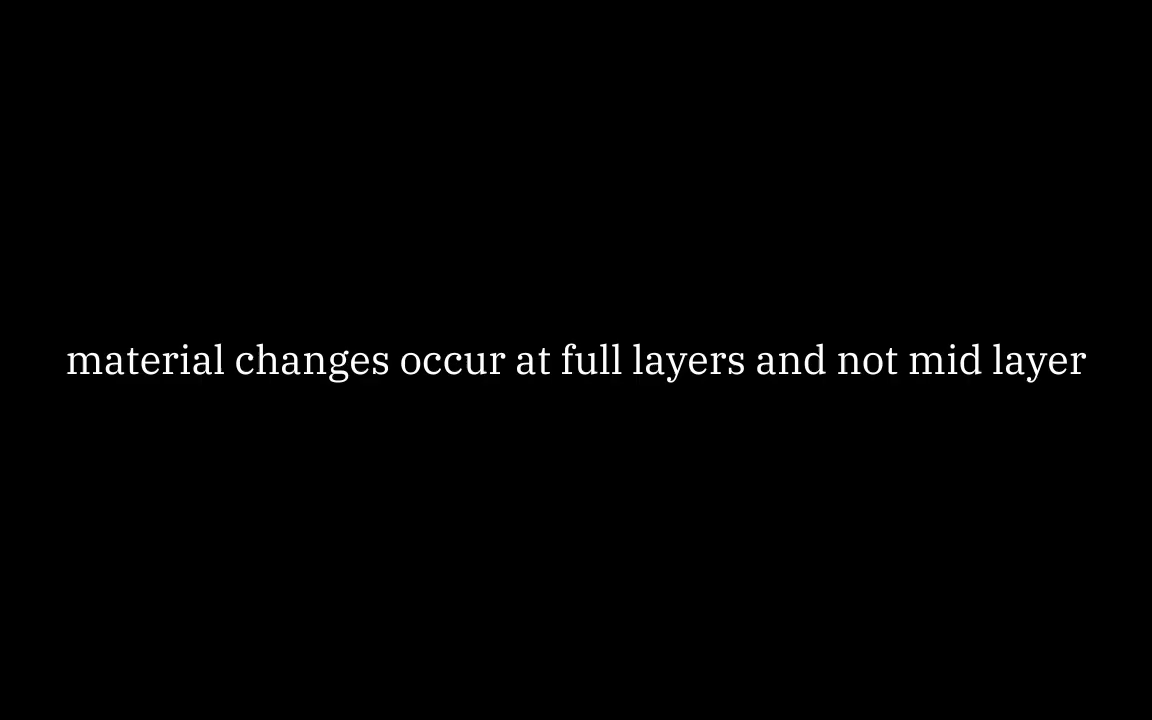 material changes occur at full layers and not mid layer